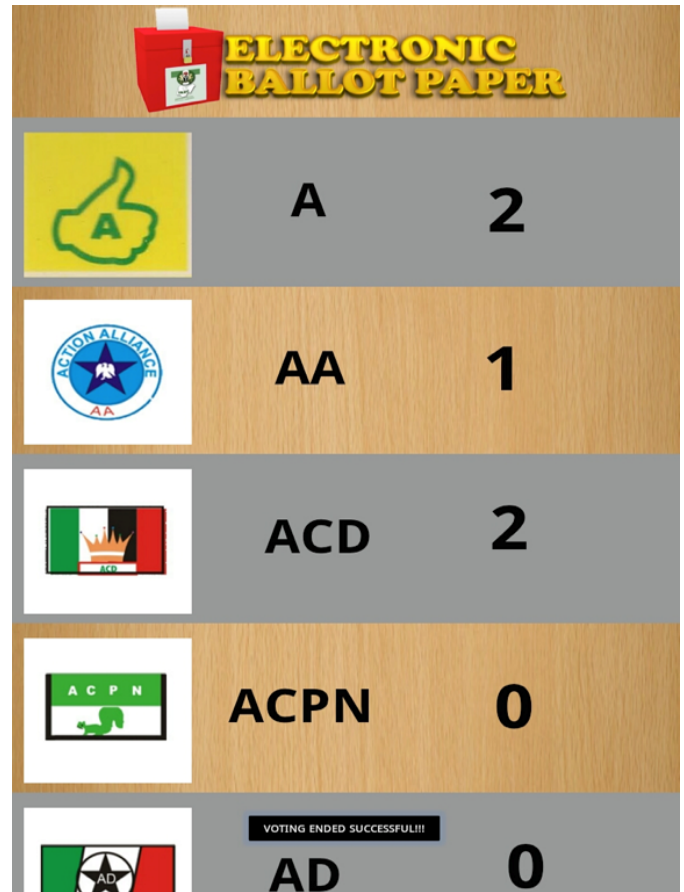 ELECTRONIC
BALLOT PAPER
A
A 2
ACTION ALLIANCE
AA
AA 1
ACD
ACD 2
A C P N
ACPN 0
VOTING ENDED SUCCESSFUL!!!
AD
AD 0